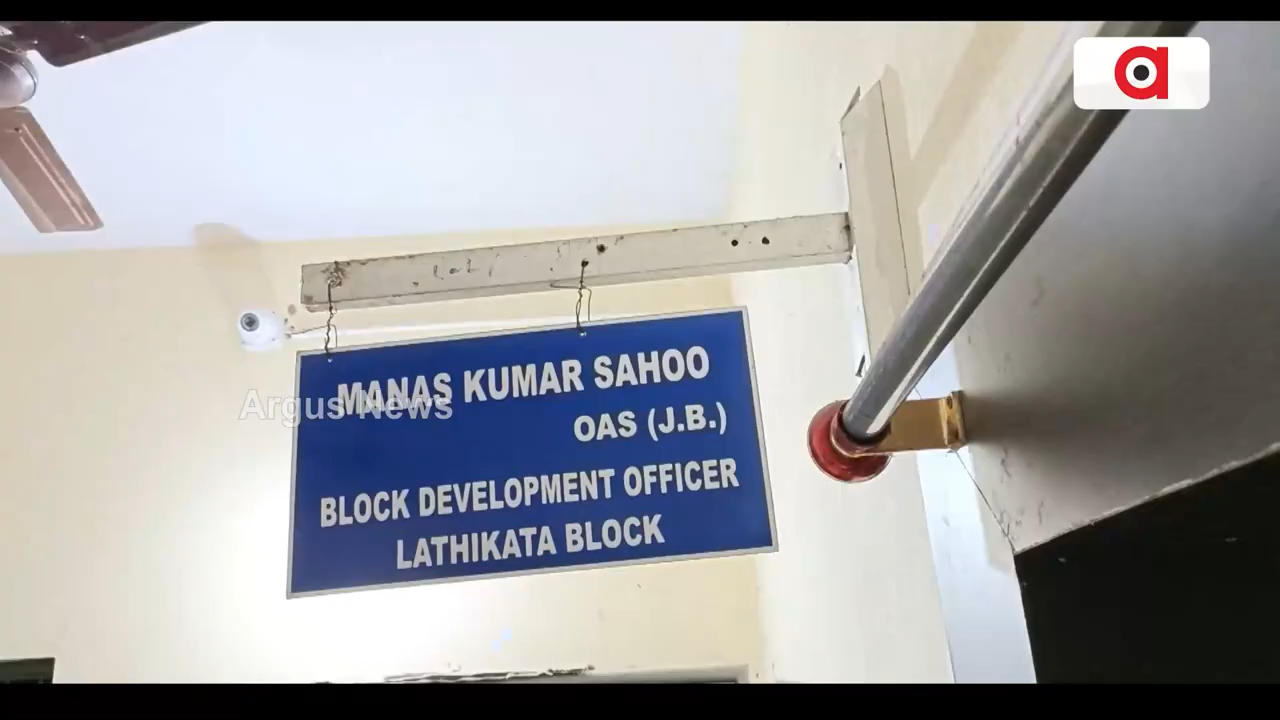 MANAS KUMAR SAHOO
OAS (J.B.)
BLOCK DEVELOPMENT OFFICER
LATHIKATA BLOCK
Argus News
a